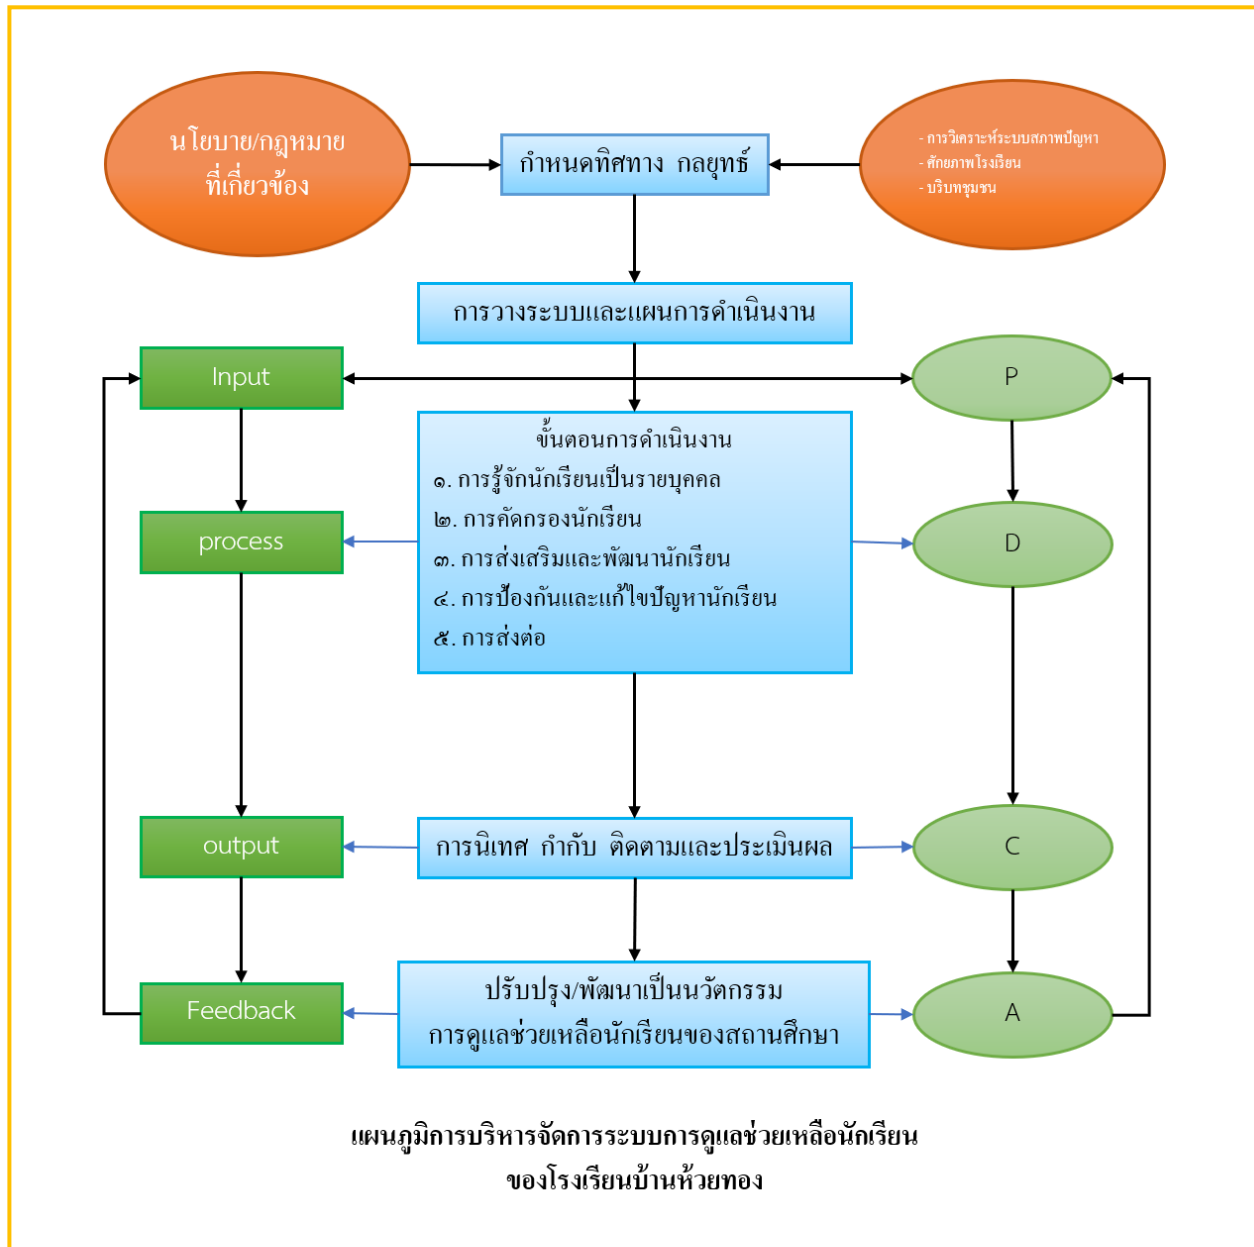 นโยบาย/กฎหมาย
ที่เกี่ยวข้อง
กำหนดทิศทาง กลยุทธ์
- การวิเคราะห์ระบบสภาพปัญหา
- ศักยภาพโรงเรียน
- บริบทชุมชน
การวางระบบและแผนการดำเนินงาน
Input
P
ขั้นตอนการดำเนินงาน
๑. การรู้จักนักเรียนเป็นรายบุคคล
๒. การคัดกรองนักเรียน
๓. การส่งเสริมและพัฒนานักเรียน
๔. การป้องกันและแก้ไขปัญหานักเรียน
๕. การส่งต่อ
process
D
output
การนิเทศ กำกับ ติดตามและประเมินผล
C
Feedback
ปรับปรุง/พัฒนาเป็นนวัตกรรม
การดูแลช่วยเหลือนักเรียนของสถานศึกษา
A
แผนภูมิการบริหารจัดการระบบการดูแลช่วยเหลือนักเรียน
ของโรงเรียนบ้านห้วยทอง